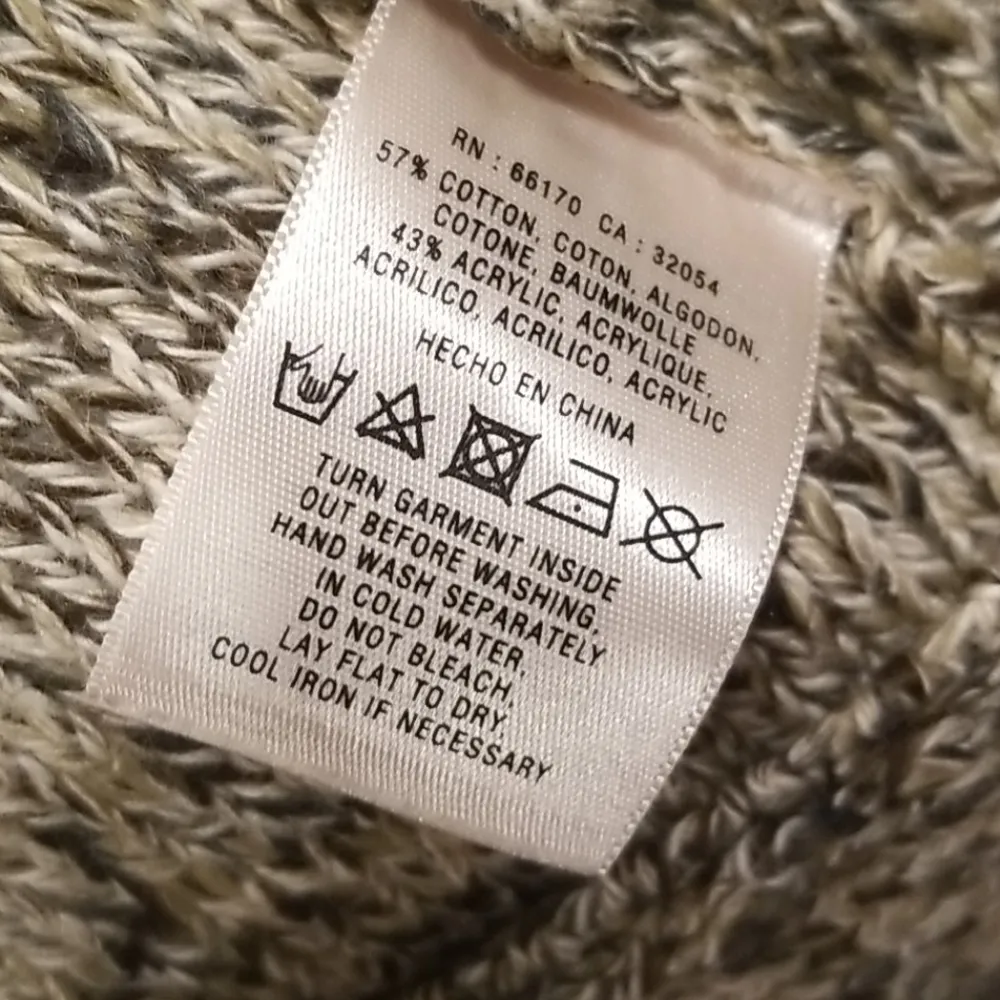 RN : 66170 CA : 32054
57% COTTON, COTON, ALGODON,
COTONE, BAUMWOLLE
43% ACRYLIC, ACRYLIQUE,
ACRILICO, ACRILICO, ACRYLIC
HECHO EN CHINA
TURN GARMENT INSIDE
OUT BEFORE WASHING,
HAND WASH SEPARATELY
IN COLD WATER,
DO NOT BLEACH,
LAY FLAT TO DRY,
COOL IRON IF NECESSARY